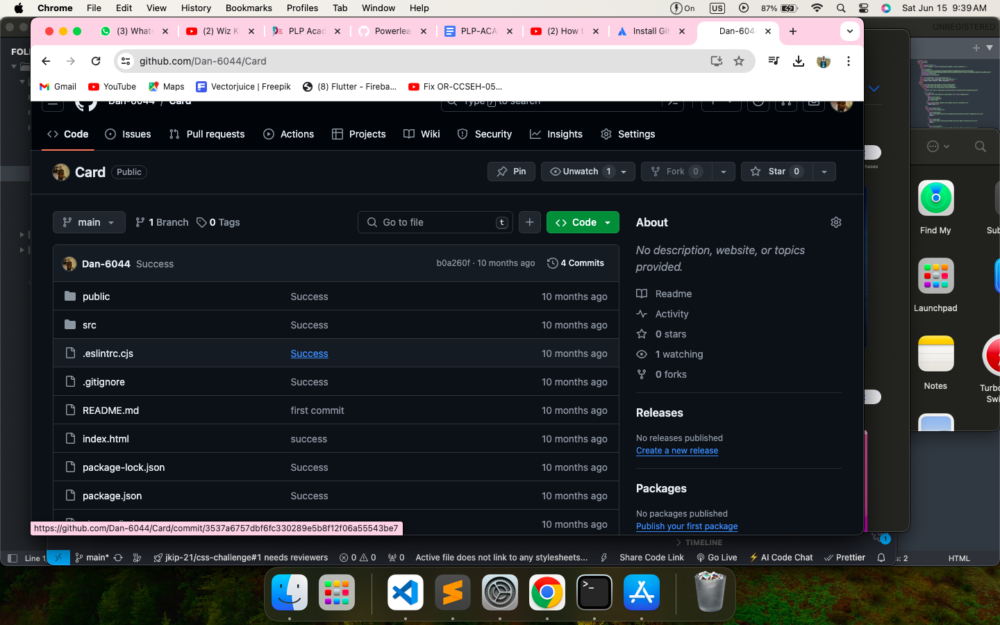 Chrome File Edit View History Bookmarks Profiles Tab Window Help On US 87% Sat Jun 15 9:39 AM
UNREGISTERED
(3) What (2) Wiz K PLP Acad Powerlea PLP-ACA (2) How t Install Git Dan-604
FOL
github.com/Dan-6044/Card
Gmail YouTube Maps Vectorjuice | Freepik (8) Flutter - Fireba... Fix OR-CCSEH-05...
Dan-6044 / Card Type / to search
Code Issues Pull requests Actions Projects Wiki Security Insights Settings
Card Public Pin Unwatch 1 Fork 0 Star 0
hases
main 1 Branch 0 Tags Go to file t Code
About
No description, website, or topics
provided.
Dan-6044 Success b0a260f · 10 months ago 4 Commits
public Success 10 months ago
src Success 10 months ago
.eslintrc.cjs Success 10 months ago
.gitignore Success 10 months ago
README.md first commit 10 months ago
index.html success 10 months ago
package-lock.json Success 10 months ago
package.json Success 10 months ago
10 months ago
Readme
Activity
0 stars
1 watching
0 forks
Releases
No releases published
Create a new release
Packages
No packages published
Publish your first package
Find My
Sub
Launchpad
Notes
Turbo
Swi
https://github.com/Dan-6044/Card/commit/3537a6757dbf6fc330289e5b8f12f06a55543be7
TIMELINE
1
Line 1 main* jkip-21/css-challenge#1 needs reviewers 0 0 0 Active file does not link to any stylesheets... Share Code Link Go Live AI Code Chat Prettier s: 2 HTML